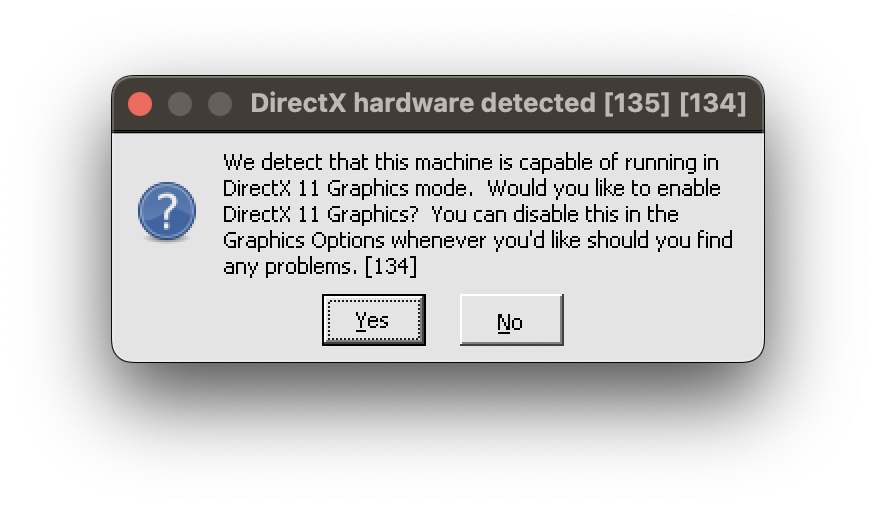 DirectX hardware detected [135] [134]
?
We detect that this machine is capable of running in
DirectX 11 Graphics mode.  Would you like to enable
DirectX 11 Graphics?  You can disable this in the
Graphics Options whenever you'd like should you find
any problems. [134]
Yes
No